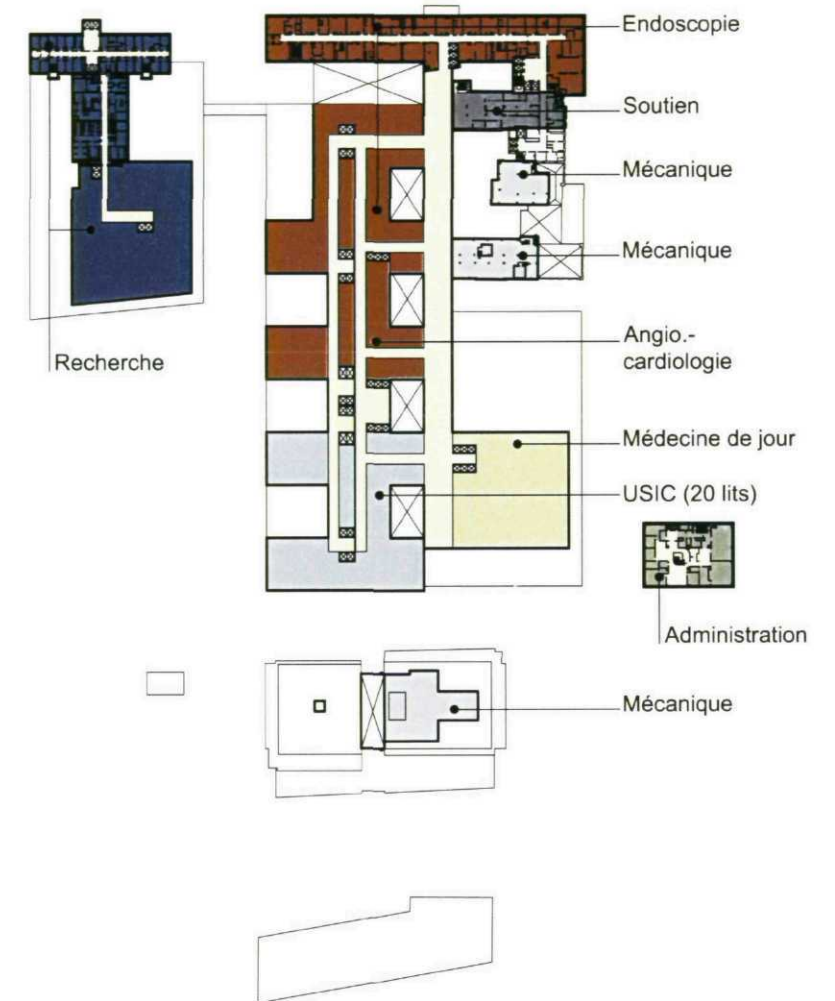 Endoscopie
Soutien
Mécanique
Mécanique
Recherche
Angio.-
cardiologie
Médecine de jour
USIC (20 lits)
Administration
Mécanique